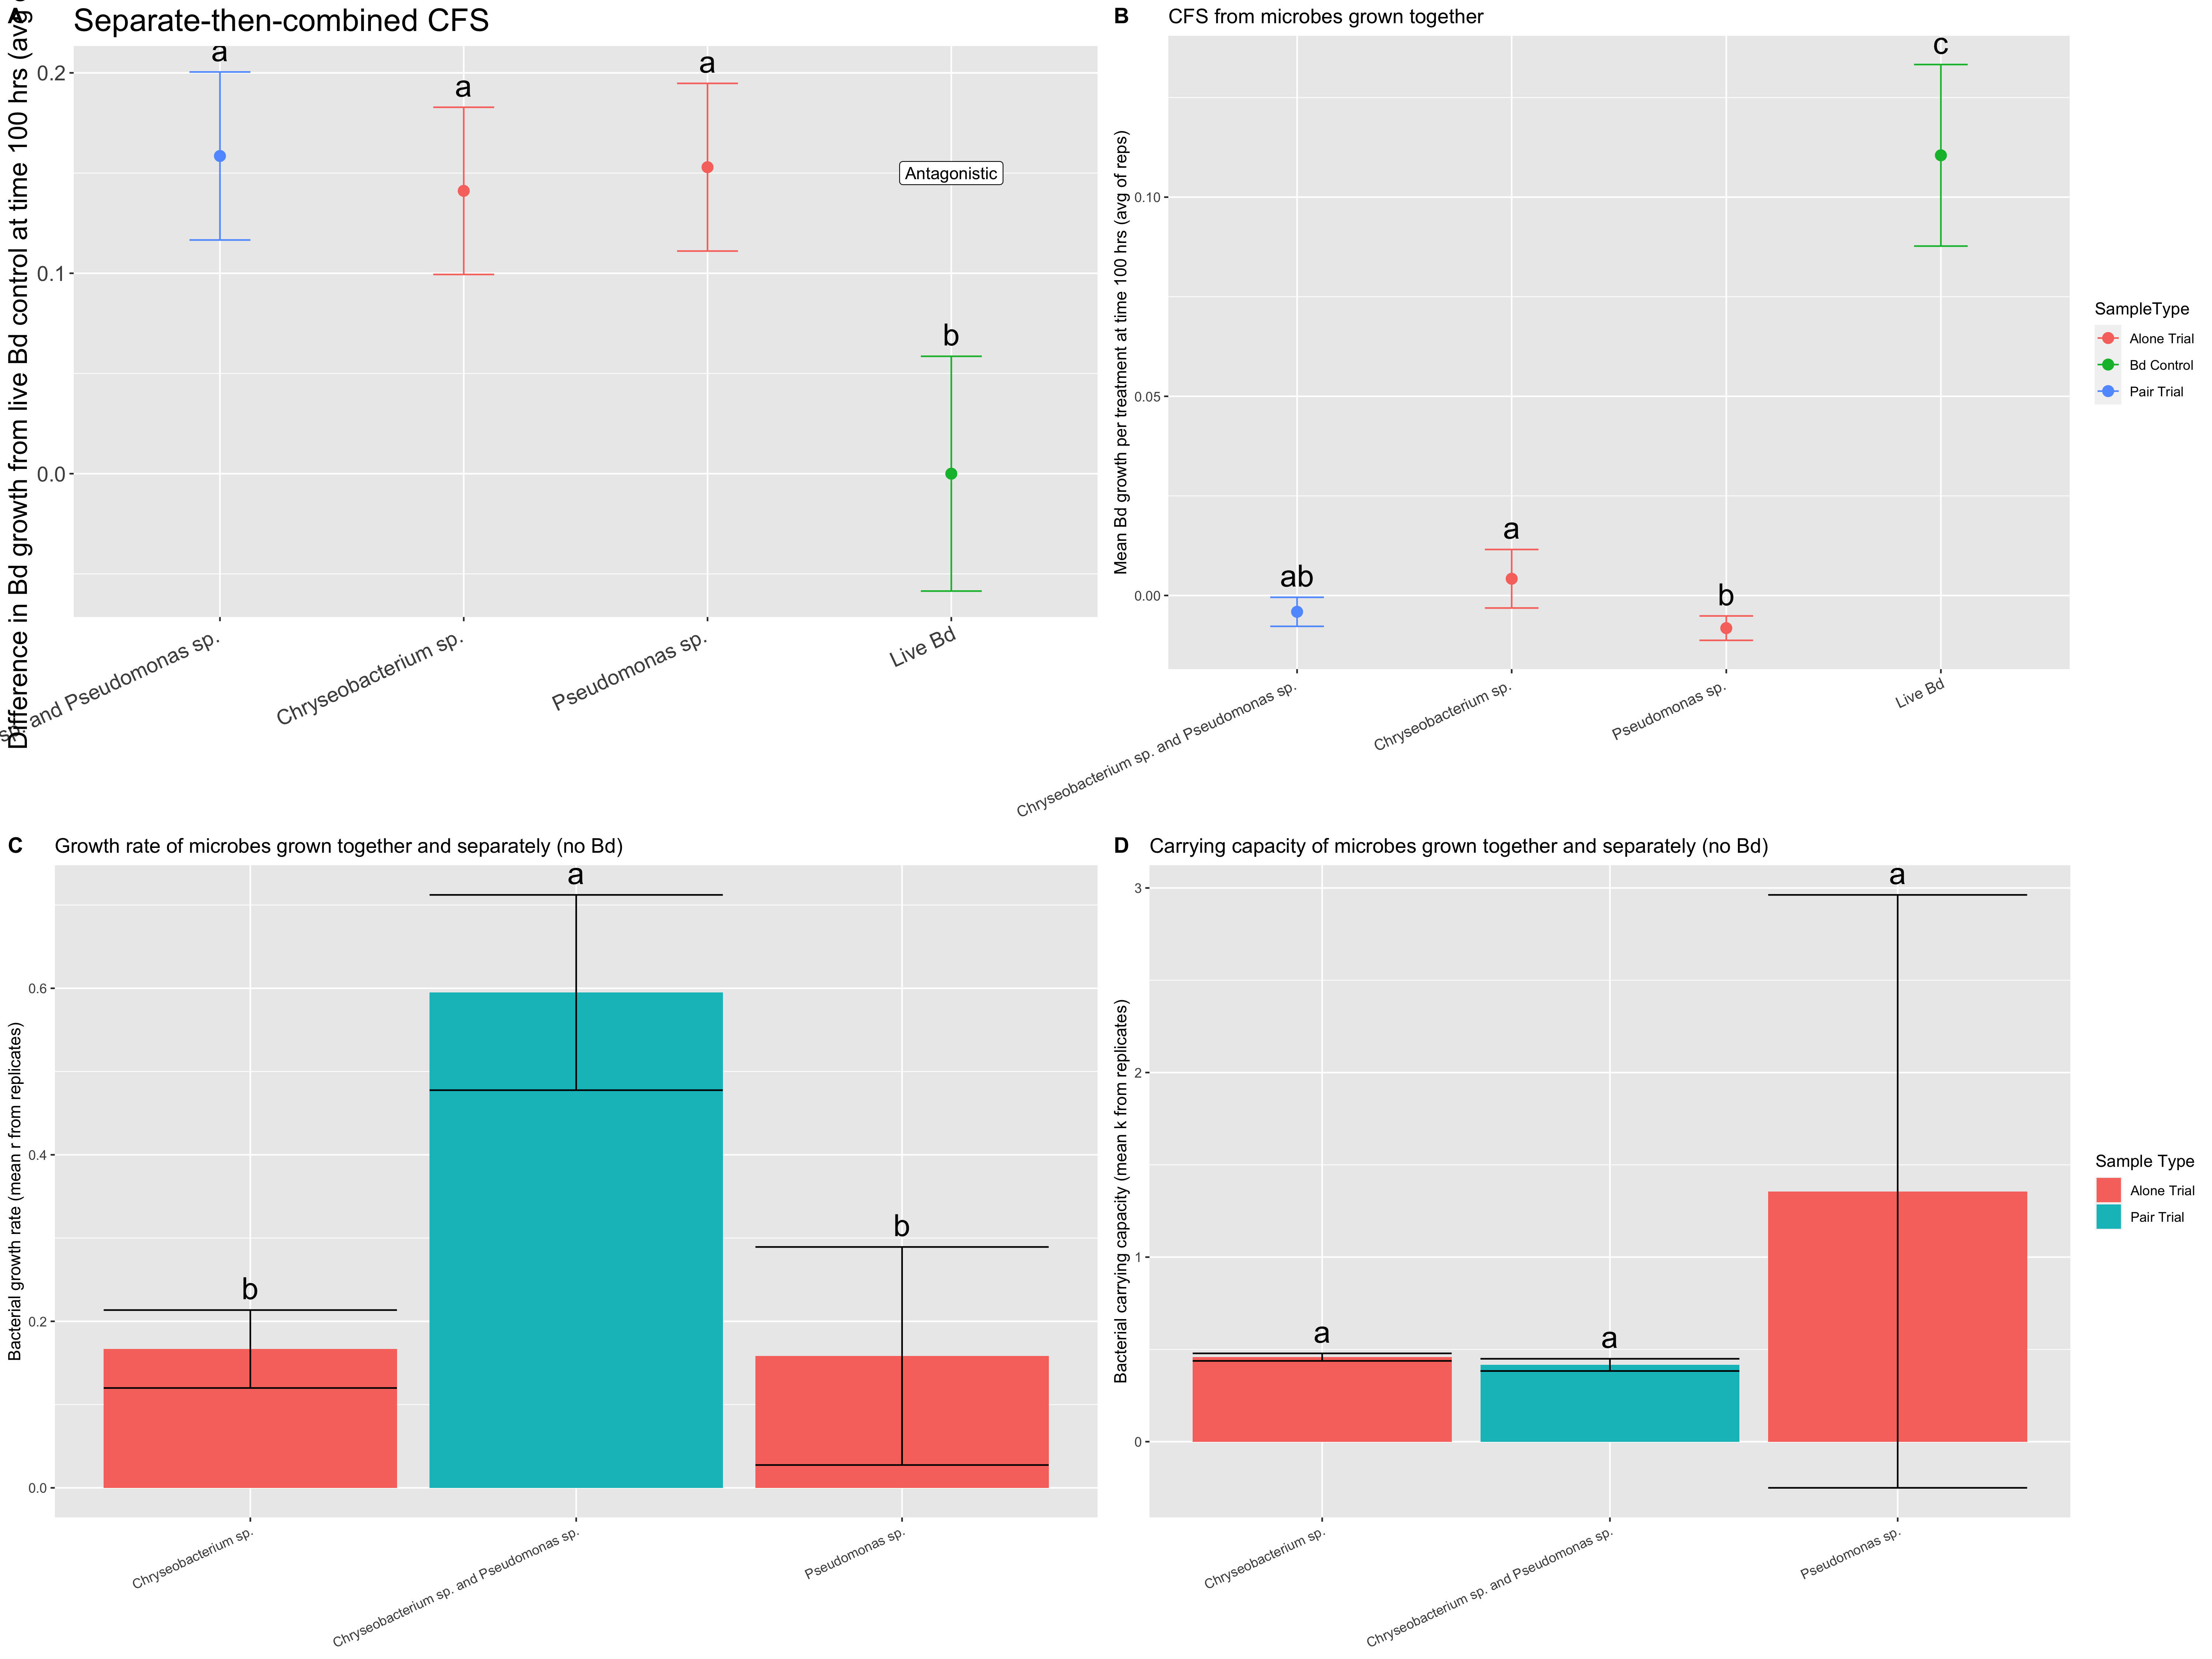 A
Separate-then-combined CFS
Difference in Bd growth from live Bd control at time 100 hrs (avg
0.2
0.1
0.0
a
a
a
b
Antagonistic
and Pseudomonas sp.
Chryseobacterium sp.
Pseudomonas sp.
Live Bd
B
CFS from microbes grown together
Mean Bd growth per treatment at time 100 hrs (avg of reps)
0.10
0.05
0.00
ab
a
b
c
Chryseobacterium sp. and Pseudomonas sp.
Chryseobacterium sp.
Pseudomonas sp.
Live Bd
SampleType
Alone Trial
Bd Control
Pair Trial
C
Growth rate of microbes grown together and separately (no Bd)
Bacterial growth rate (mean r from replicates)
0.6
0.4
0.2
0.0
b
a
b
Chryseobacterium sp.
Chryseobacterium sp. and Pseudomonas sp.
Pseudomonas sp.
D
Carrying capacity of microbes grown together and separately (no Bd)
Bacterial carrying capacity (mean k from replicates)
3
2
1
0
a
a
a
Chryseobacterium sp.
Chryseobacterium sp. and Pseudomonas sp.
Pseudomonas sp.
Sample Type
Alone Trial
Pair Trial